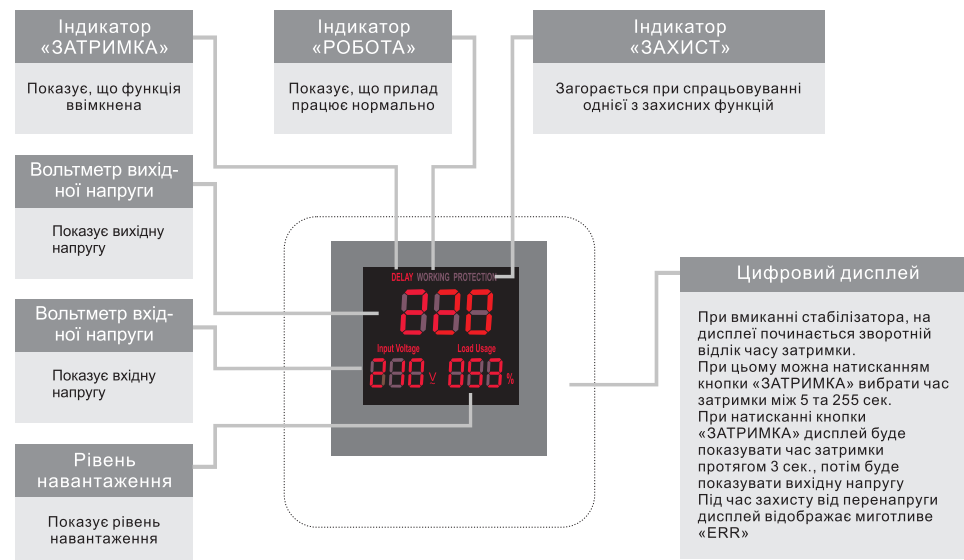 Індикатор
«ЗАТРИМКА»
Показує, що функція
ввімкнена
Індикатор
«РОБОТА»
Показує, що прилад
працює нормально
Індикатор
«ЗАХИСТ»
Загорається при спрацьовуванні
однієї з захисних функцій
Вольтметр вихід-
ної напруги
Показує вихідну
напругу
Вольтметр вхід-
ної напруги
Показує вхідну
напругу
Рівень
навантаження
Показує рівень
навантаження
DELAY WORKING PROTECTION
220
Input Voltage Load Usage
V %
Цифровий дисплей
При вмиканні стабілізатора, на
дисплеї починається зворотній
відлік часу затримки.
При цьому можна натисканням
кнопки «ЗАТРИМКА» вибрати час
затримки між 5 та 255 сек.
При натисканні кнопки
«ЗАТРИМКА» дисплей буде
показувати час затримки
протягом 3 сек., потім буде
показувати вихідну напругу
Під час захисту від перенапруги
дисплей відображає миготливе
«ERR»